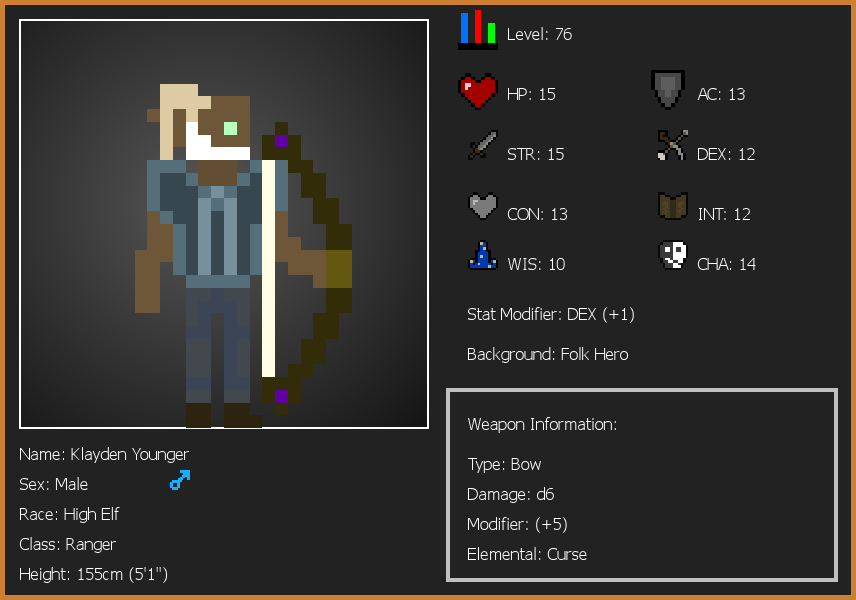 Level: 76
HP: 15
AC: 13
STR: 15
DEX: 12
CON: 13
INT: 12
WIS: 10
CHA: 14
Stat Modifier: DEX (+1)
Background: Folk Hero
Weapon Information:
Type: Bow
Damage: d6
Modifier: (+5)
Elemental: Curse
Name: Klayden Younger
Sex: Male
Race: High Elf
Class: Ranger
Height: 155cm (5'1")